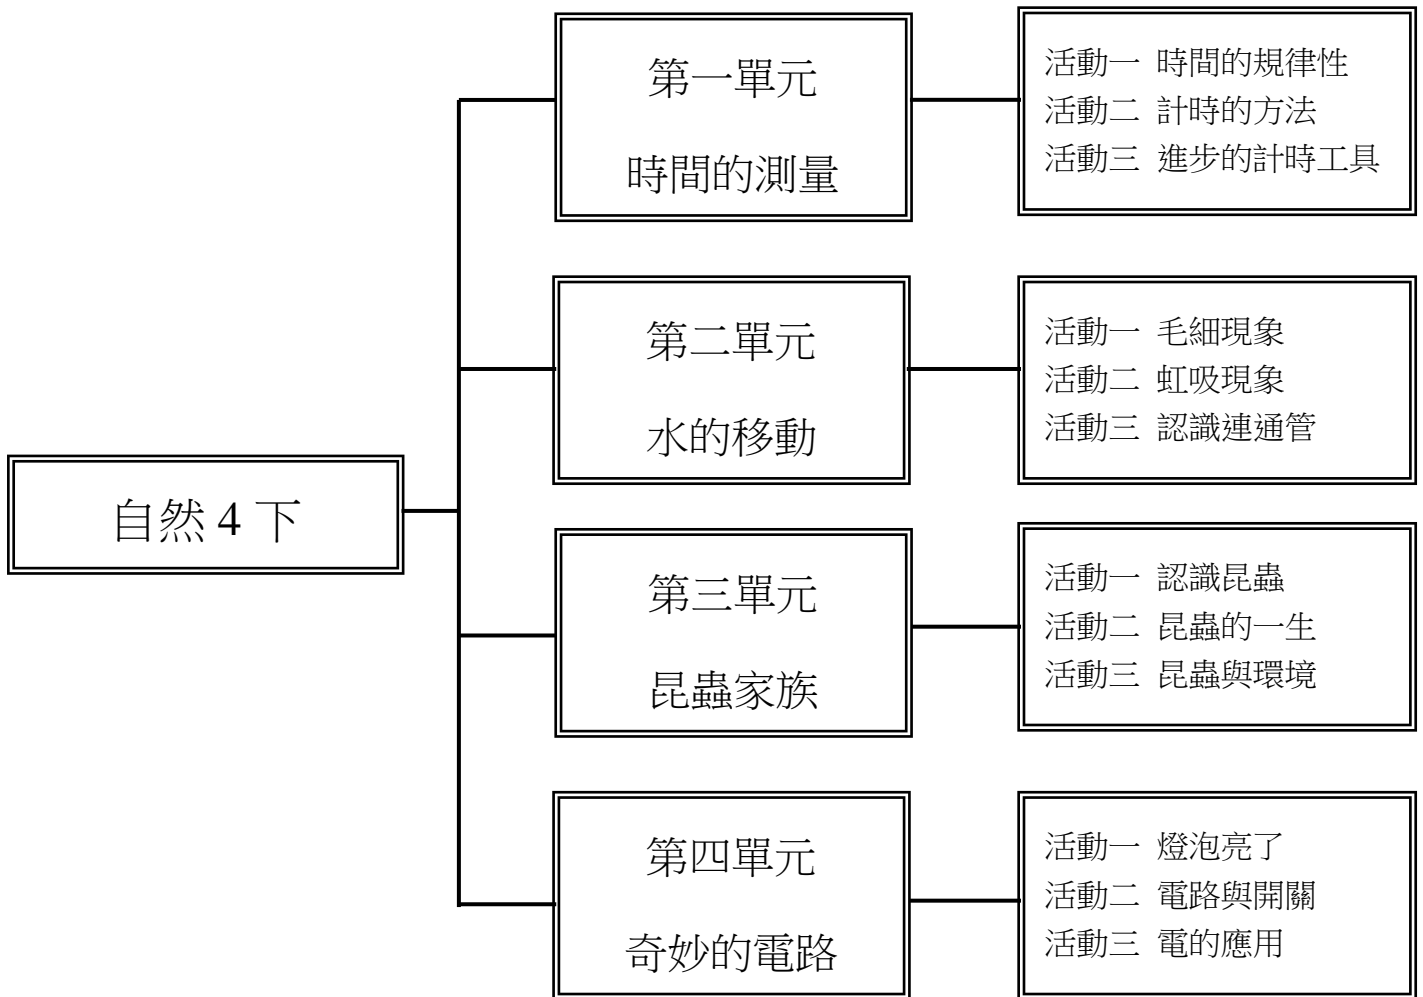 自然 4 下
第一單元
時間的測量
活動一 時間的規律性
活動二 計時的方法
活動三 進步的計時工具
第二單元
水的移動
活動一 毛細現象
活動二 虹吸現象
活動三 認識連通管
第三單元
昆蟲家族
活動一 認識昆蟲
活動二 昆蟲的一生
活動三 昆蟲與環境
第四單元
奇妙的電路
活動一 燈泡亮了
活動二 電路與開關
活動三 電的應用